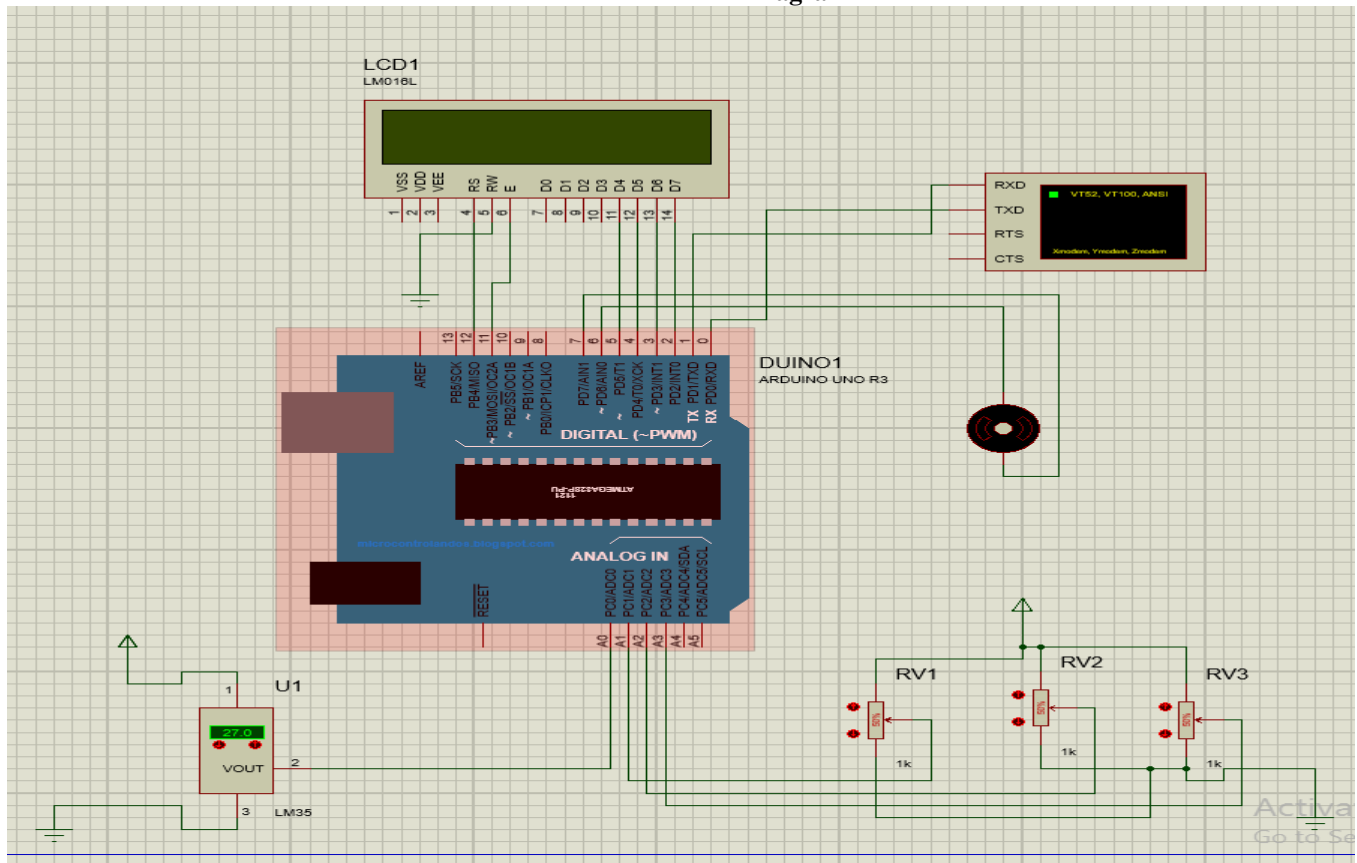 LCD1
LM016L
VSS
VDD
VEE
RS
RW
E
D0
D1
D2
D3
D4
D5
D6
D7
1
2
3
4
5
6
7
8
9
10
11
12
13
14
RXD
TXD
RTS
CTS
VT52, VT100, ANSI
Xmodem, Ymodem, Zmodem
DUINO1
ARDUINO UNO R3
13
12
11
10
9
8
7
6
5
4
3
2
1
0
AREF
PB5/SCK
PB4/MISO
~PB3/MOSI/OC2A
~PB2/SS/OC1B
~PB1/OC1A
PB0/ICP1/CLKO
PD7/AIN1
~PD6/AIN0
~PD5/T1
PD4/T0/XCK
~PD3/INT1
PD2/INT0
PD1/TXD
PD0/RXD
TX
RX
DIGITAL (~PWM)
ATMEGA328P-PU
1121
ANALOG IN
RESET
PC0/ADC0
PC1/ADC1
PC2/ADC2
PC3/ADC3
PC4/ADC4/SDA
PC5/ADC5/SCL
A0
A1
A2
A3
A4
A5
U1
1
27.0
VOUT
2
3
LM35
RV1
50%
1k
RV2
50%
1k
RV3
50%
1k